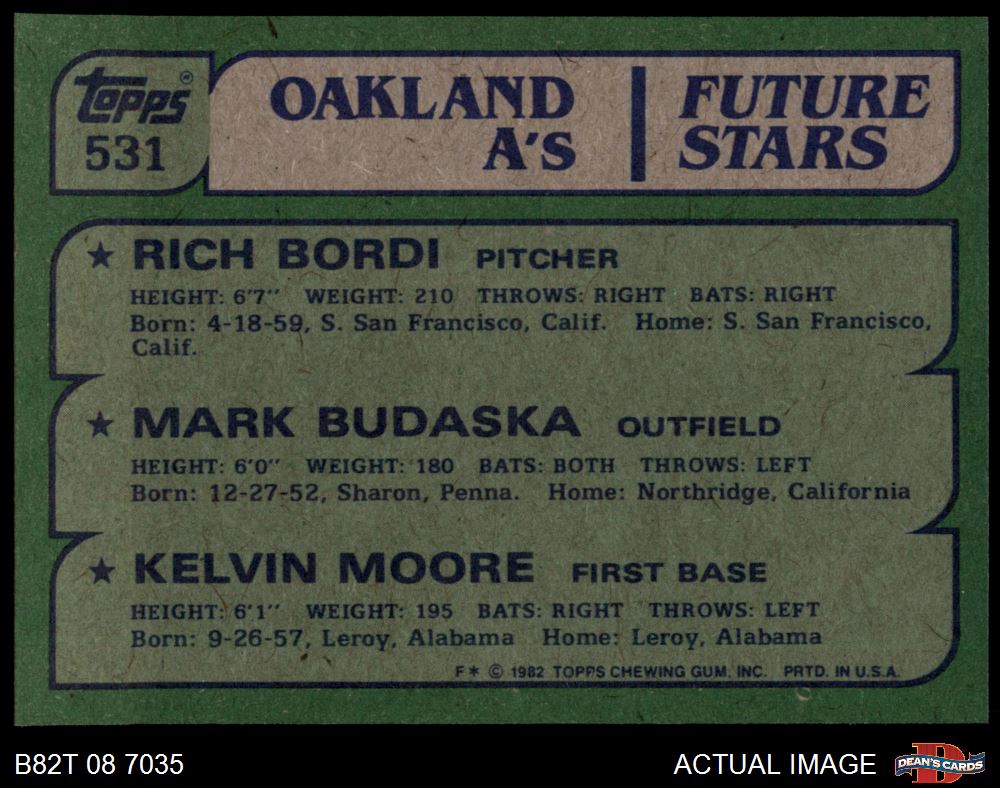 Topps®
531
OAKLAND A'S
FUTURE STARS
★ RICH BORDI PITCHER
HEIGHT: 6'7" WEIGHT: 210 THROWS: RIGHT BATS: RIGHT
Born: 4-18-59, S. San Francisco, Calif. Home: S. San Francisco,
Calif.
★ MARK BUDASKA OUTFIELD
HEIGHT: 6'0" WEIGHT: 180 BATS: BOTH THROWS: LEFT
Born: 12-27-52, Sharon, Penna. Home: Northridge, California
★ KELVIN MOORE FIRST BASE
HEIGHT: 6'1" WEIGHT: 195 BATS: RIGHT THROWS: LEFT
Born: 9-26-57, Leroy, Alabama Home: Leroy, Alabama
F* © 1982 TOPPS CHEWING GUM, INC. PRTD. IN U.S.A.
B82T 08 7035
ACTUAL IMAGE
D
DEAN'S CARDS